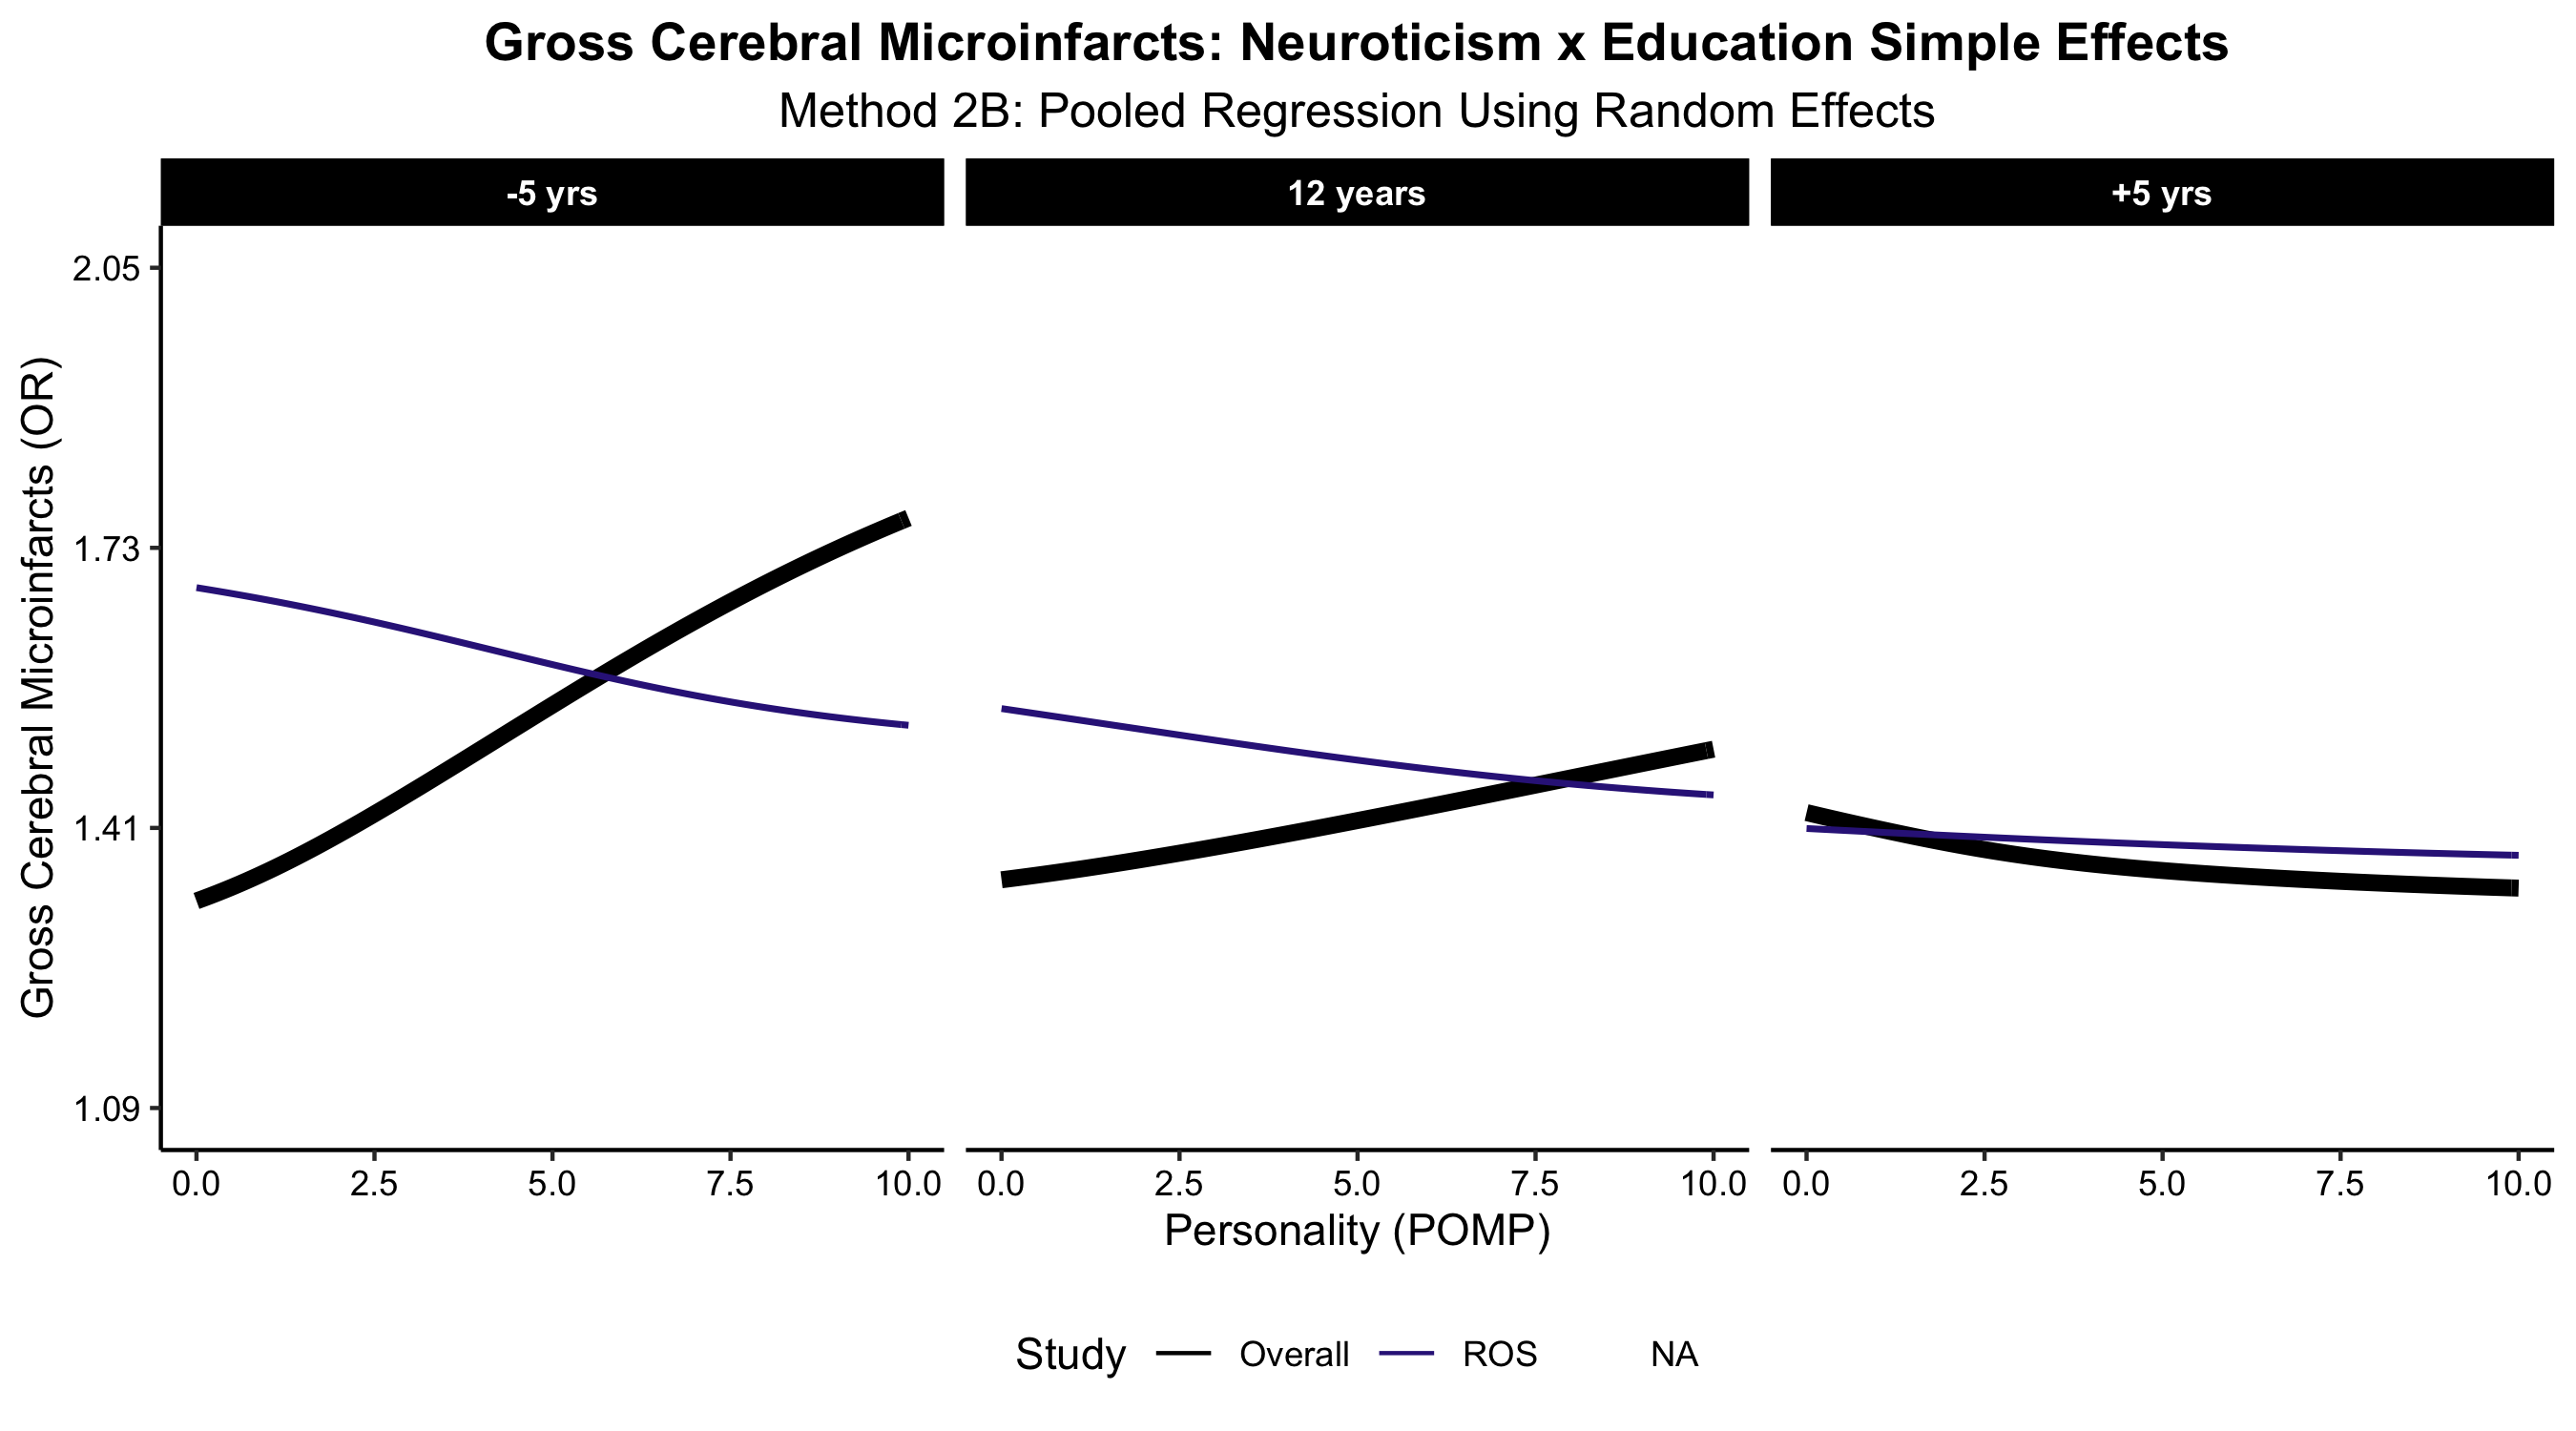 Gross Cerebral Microinfarcts: Neuroticism x Education Simple Effects
Method 2B: Pooled Regression Using Random Effects
-5 yrs
12 years
+5 yrs
Gross Cerebral Microinfarcts (OR)
2.05
1.73
1.41
1.09
0.0 2.5 5.0 7.5 10.0
0.0 2.5 5.0 7.5 10.0
0.0 2.5 5.0 7.5 10.0
Personality (POMP)
Study Overall ROS NA